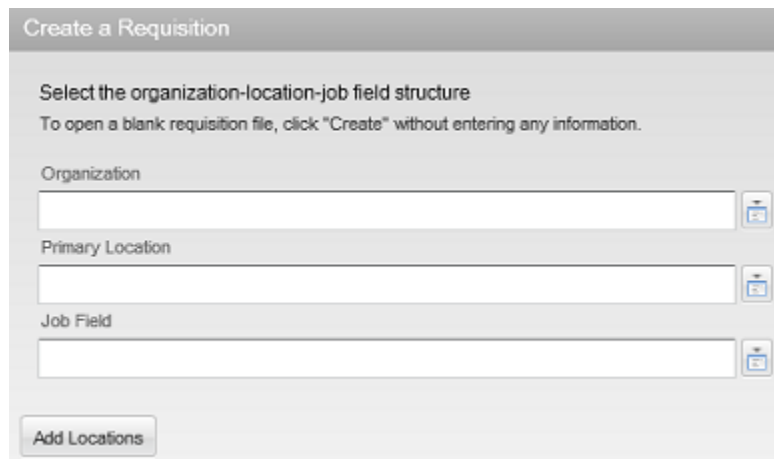 Create a Requisition
Select the organization-location-job field structure
To open a blank requisition file, click "Create" without entering any information.
Organization
Primary Location
Job Field
Add Locations